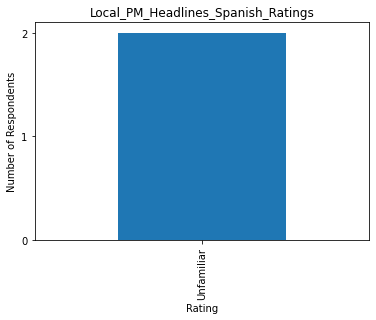 Local_PM_Headlines_Spanish_Ratings
Number of Respondents
2
1
0
Unfamiliar
Rating